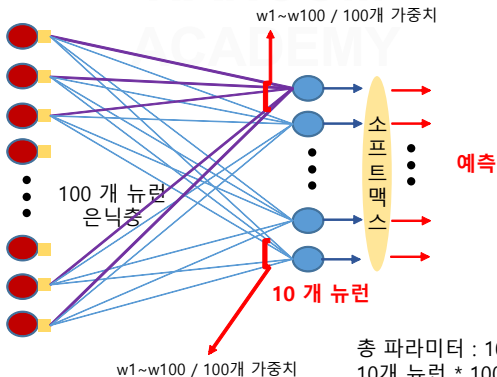 ACADEMY
w1~w100 / 100개 가중치
소프트맥스
예측
100 개 뉴런
은닉층
10 개 뉴런
w1~w100 / 100개 가중치
총 파라미터 : 10
10개 뉴런 * 100